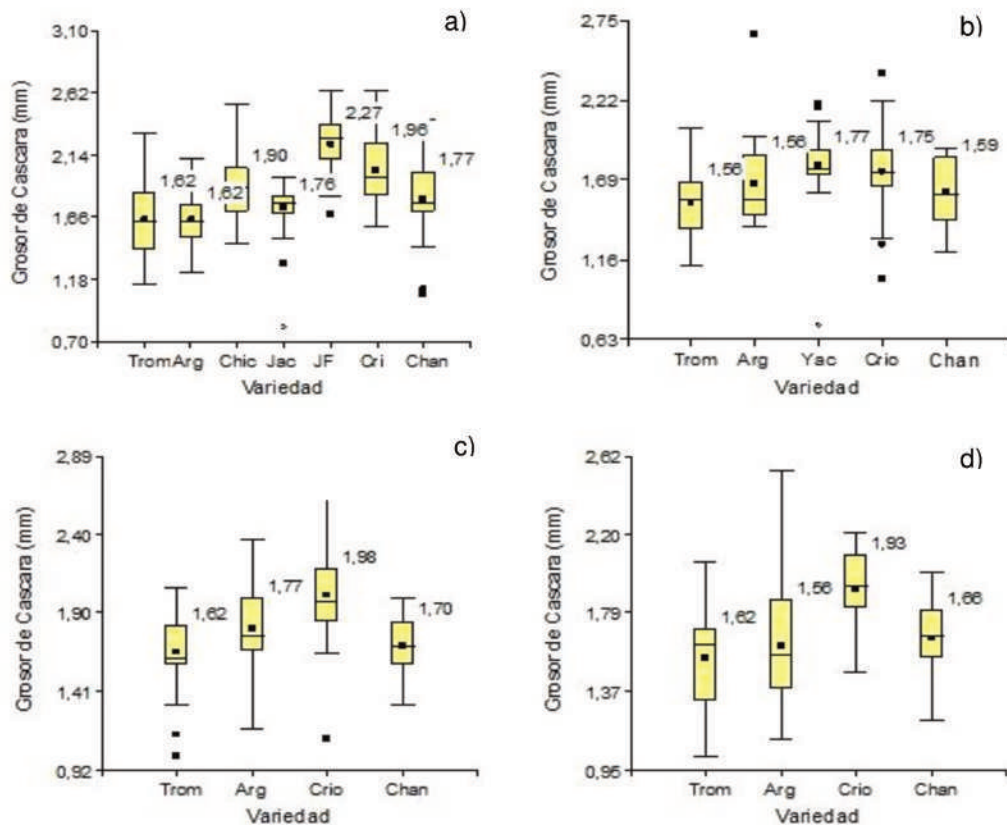 a)
Grosor de Cascara (mm)
3,10
2,62
2,14
1,66
1,18
0,70
1,62
1,62
1,90
1,76
2,27
1,96
1,77
Trom Arg Chic Jac JF Cri Chan
Variedad
b)
Grosor de Cascara (mm)
2,75
2,22
1,69
1,16
0,63
1,56
1,56
1,77
1,75
1,59
Trom Arg Yac Crio Chan
Variedad
c)
Grosor de Cascara (mm)
2,89
2,40
1,90
1,41
0,92
1,62
1,77
1,98
1,70
Trom Arg Crio Chan
Variedad
d)
Grosor de Cascara (mm)
2,62
2,20
1,79
1,37
0,95
1,62
1,56
1,93
1,66
Trom Arg Crio Chan
Variedad